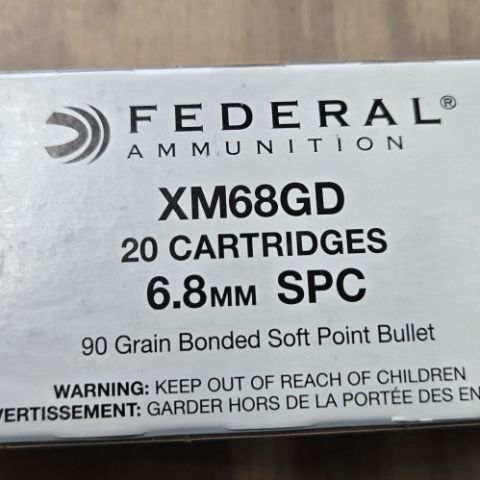 FEDERAL®
AMMUNITION
XM68GD
20 CARTRIDGES
6.8MM SPC
90 Grain Bonded Soft Point Bullet
WARNING: KEEP OUT OF REACH OF CHILDREN
VERTISSEMENT: GARDER HORS DE LA PORTÉE DES EN